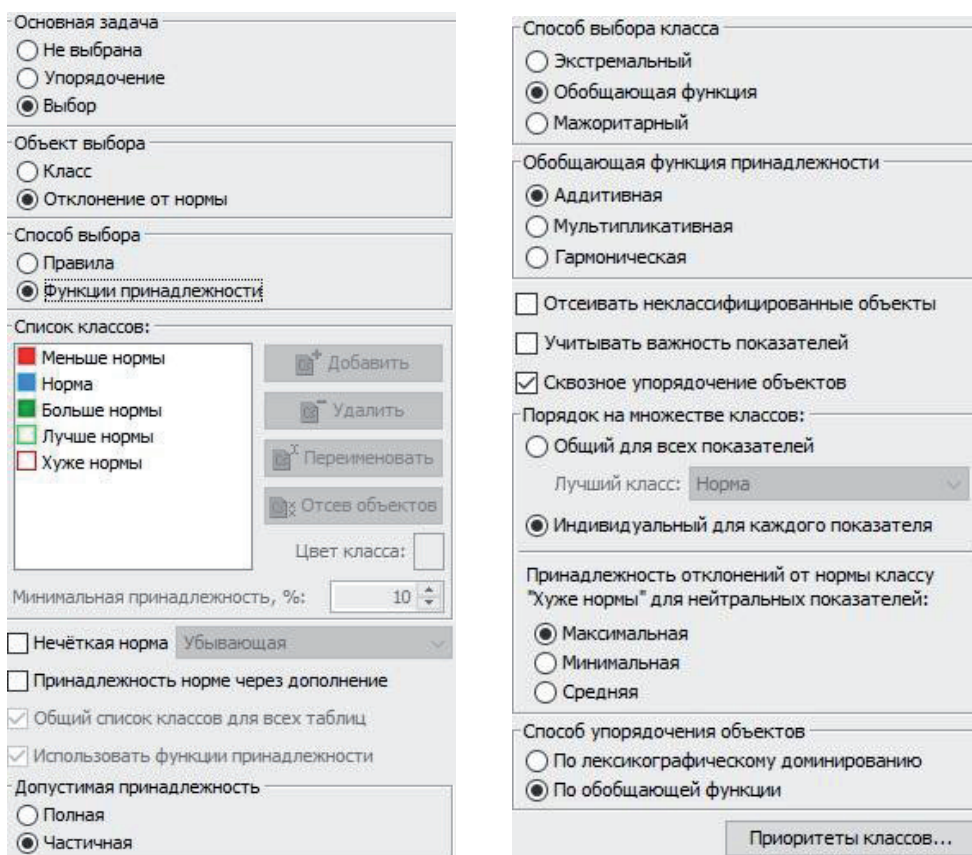 Основная задача
Не выбрана
Упорядочение
Выбор
Объект выбора
Класс
Отклонение от нормы
Способ выбора
Правила
Функции принадлежности
Список классов:
Меньше нормы
Норма
Больше нормы
Лучше нормы
Хуже нормы
Добавить
Удалить
Переименовать
Отсев объектов
Цвет класса:
Минимальная принадлежность, %: 10
Нечёткая норма Убывающая
Принадлежность норме через дополнение
Общий список классов для всех таблиц
Использовать функции принадлежности
Допустимая принадлежность
Полная
Частичная
Способ выбора класса
Экстремальный
Обобщающая функция
Мажоритарный
Обобщающая функция принадлежности
Аддитивная
Мультипликативная
Гармоническая
Отсеивать неклассифицированные объекты
Учитывать важность показателей
Сквозное упорядочение объектов
Порядок на множестве классов:
Общий для всех показателей
Лучший класс: Норма
Индивидуальный для каждого показателя
Принадлежность отклонений от нормы классу
"Хуже нормы" для нейтральных показателей:
Максимальная
Минимальная
Средняя
Способ упорядочения объектов
По лексикографическому доминированию
По обобщающей функции
Приоритеты классов...